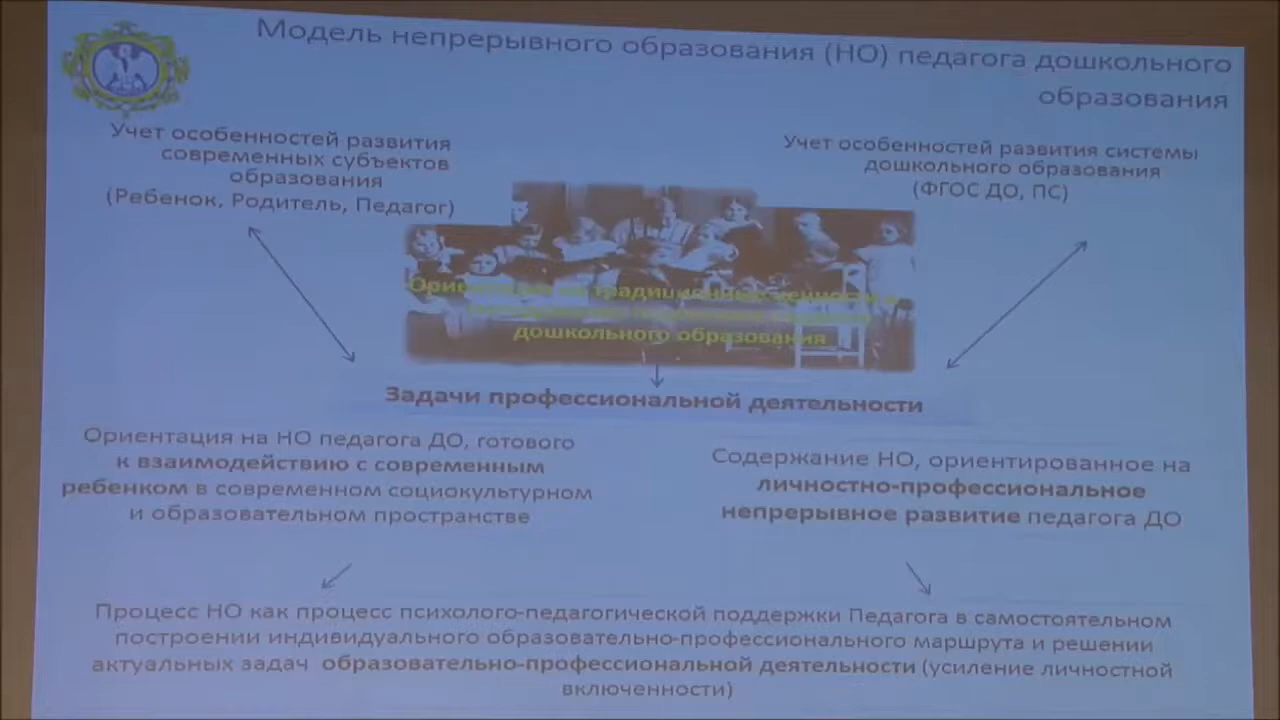 Модель непрерывного образования (НО) педагога дошкольного
образования
Учет особенностей развития
современных субъектов
образования
(Ребенок, Родитель, Педагог)
Учет особенностей развития системы
дошкольного образования
(ФГОС ДО, ПС)
традиционные ценности
дошкольного образования
Задачи профессиональной деятельности
Ориентация на НО педагога ДО, готового
к взаимодействию с современным
ребенком в современном социокультурном
и образовательном пространстве
Содержание НО, ориентированное на
личностно-профессиональное
непрерывное развитие педагога ДО
Процесс НО как процесс психолого-педагогической поддержки Педагога в самостоятельном
построении индивидуального образовательно-профессионального маршрута и решении
актуальных задач образовательно-профессиональной деятельности (усиление личностной
включенности)